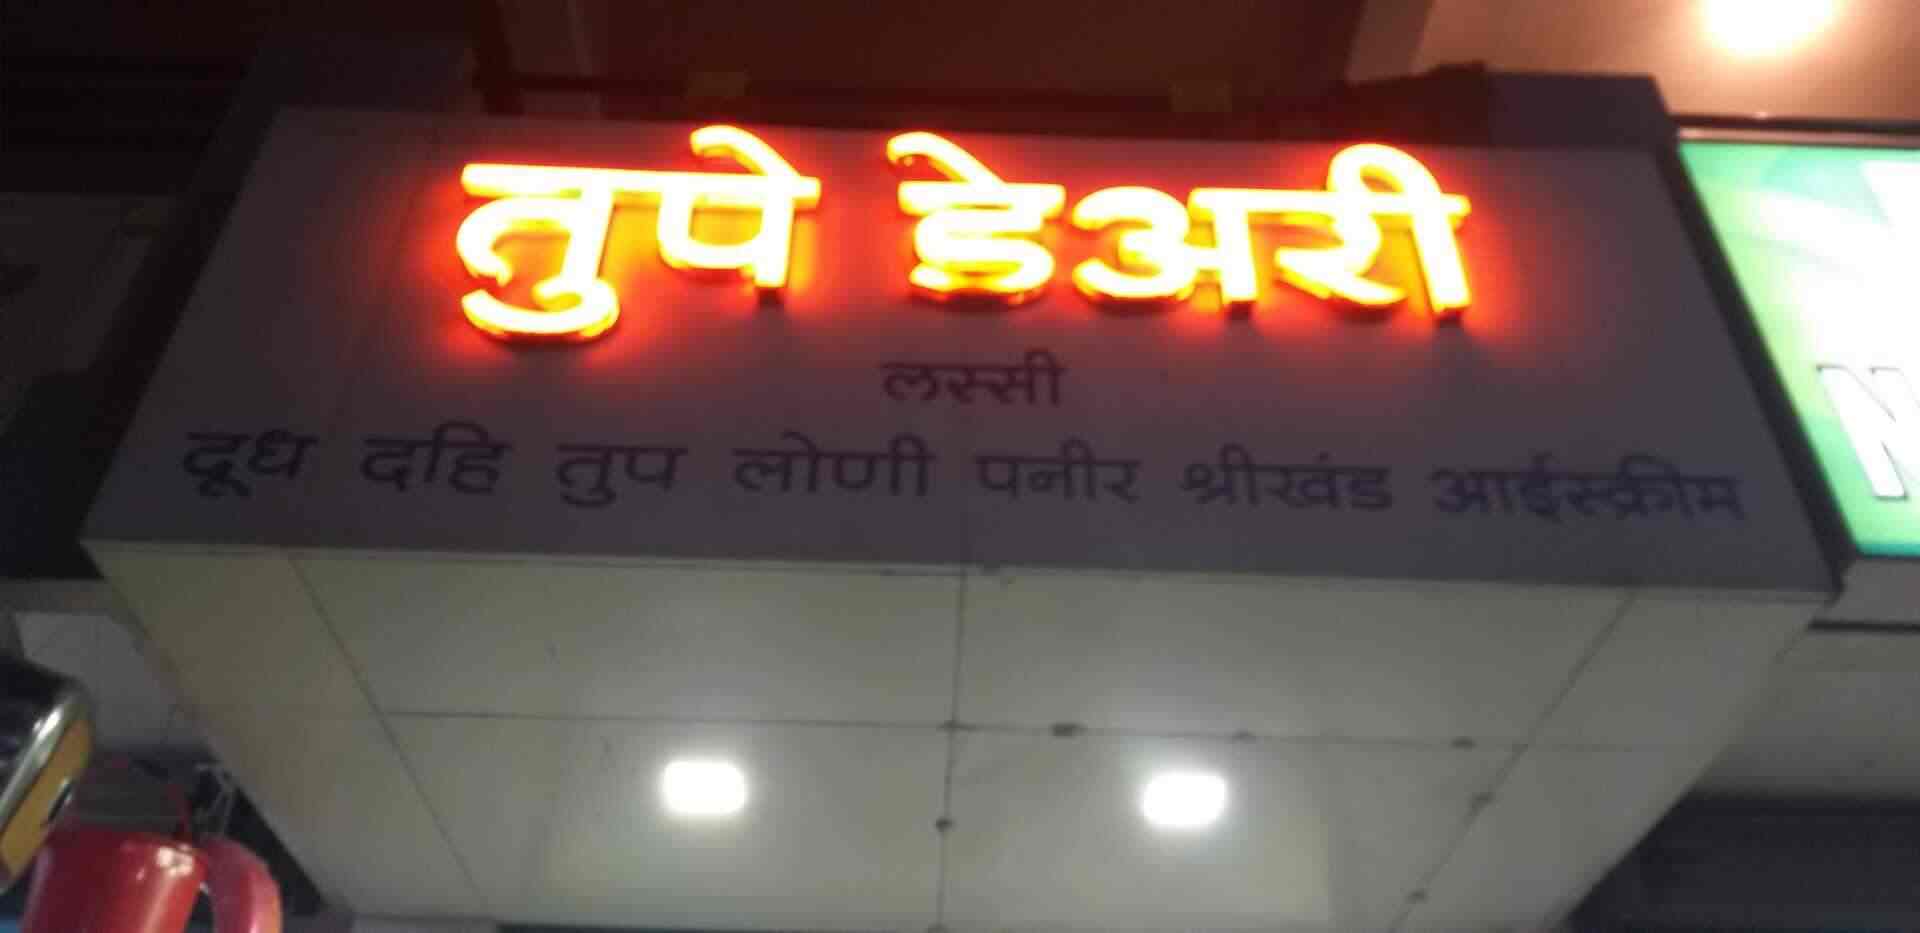 तुपे डेअरी
लस्सी
दूध दहि तुप लोणी पनीर श्रीखंड आईस्क्रीम
N